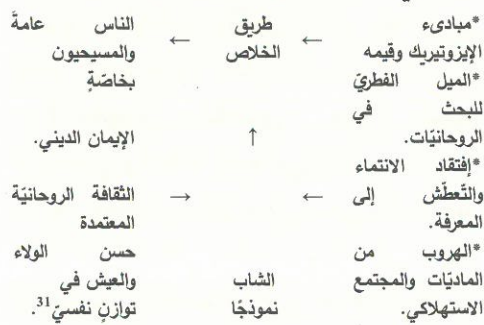 *مبادىء
الإيزوتيريك وقيمه
*الميل الفطريّ
للبحث في
الروحانيّات.
*إفتقاد الانتماء
والتّعطّش إلى
المعرفة.
*الهروب من
الماديّات والمجتمع
الاستهلاكي.
←
←
طريق
الخلاص
↑
الشاب
نموذجًا
←
→
الناس عامةً
والمسيحيون
بخاصّةٍ
الإيمان الديني.
الثقافة الروحانيّة
المعتمدة
حسن الولاء
والعيش في
توازنٍ نفسيّ31.